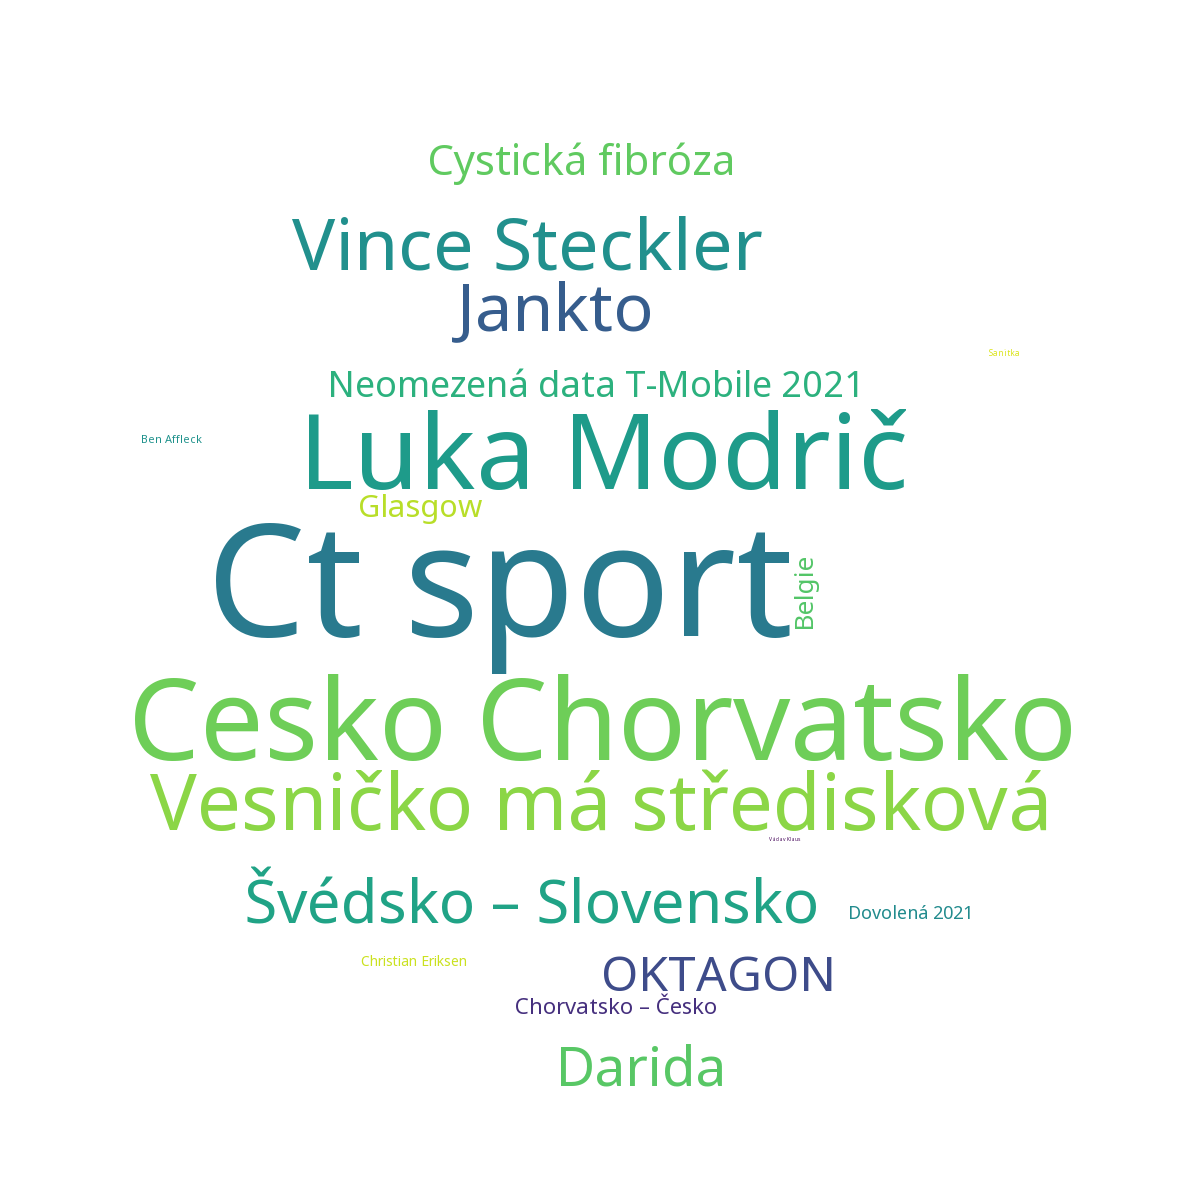 Cystická fibróza
Vince Steckler
Jankto
Sanitka
Neomezená data T-Mobile 2021
Ben Affleck
Luka Modrič
Glasgow
Ct sport
Belgie
Cesko Chorvatsko
Vesničko má středisková
Václav Klaus
Švédsko – Slovensko
Dovolená 2021
Christian Eriksen
OKTAGON
Chorvatsko – Česko
Darida